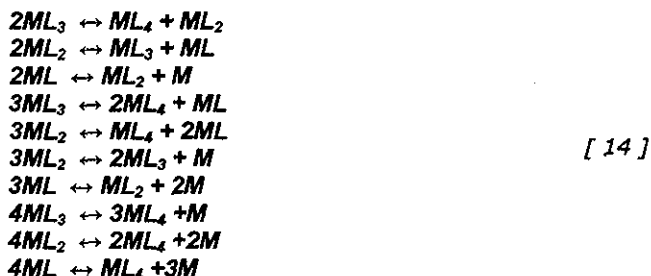 2ML₃ ↔ ML₄ + ML₂
2ML₂ ↔ ML₃ + ML
2ML ↔ ML₂ + M
3ML₃ ↔ 2ML₄ + ML
3ML₂ ↔ ML₄ + 2ML
3ML₂ ↔ 2ML₃ + M
[ 14 ]
3ML ↔ ML₂ + 2M
4ML₃ ↔ 3ML₄ +M
4ML₂ ↔ 2ML₄ +2M
4ML ↔ ML₄ +3M